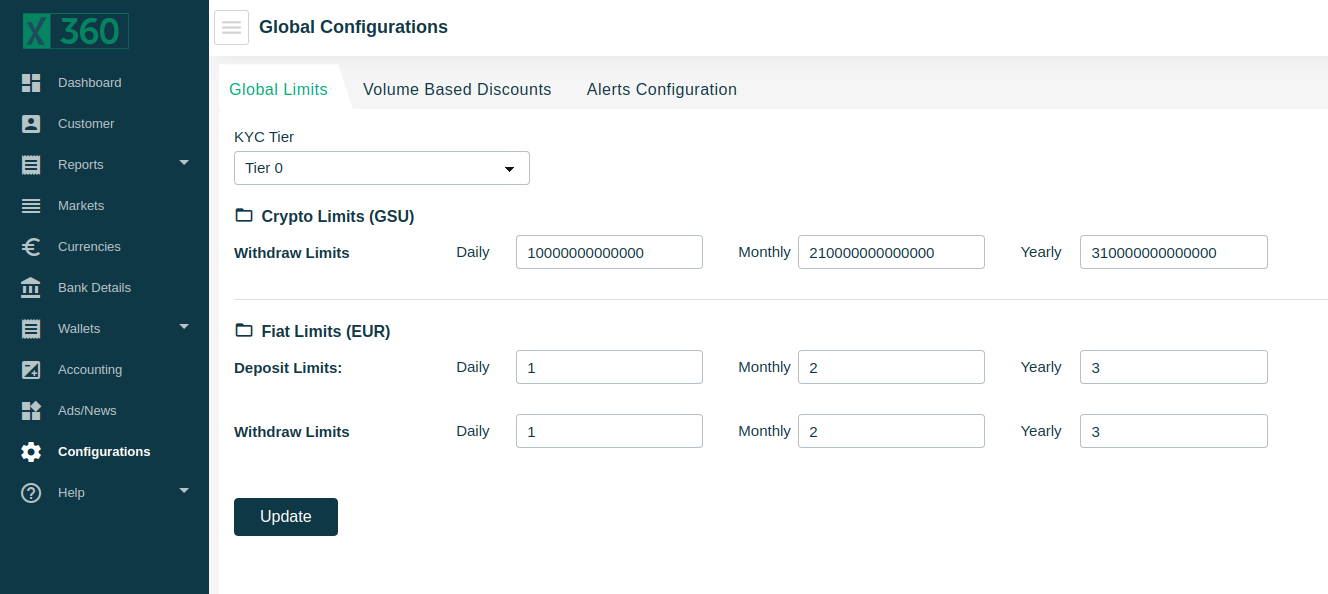 X 360
Global Configurations
Dashboard
Customer
Reports
Markets
Currencies
Bank Details
Wallets
Accounting
Ads/News
Configurations
Help
Global Limits Volume Based Discounts Alerts Configuration
KYC Tier
Tier 0
Crypto Limits (GSU)
Withdraw Limits Daily 10000000000000 Monthly 210000000000000 Yearly 310000000000000
Fiat Limits (EUR)
Deposit Limits: Daily 1 Monthly 2 Yearly 3
Withdraw Limits Daily 1 Monthly 2 Yearly 3
Update